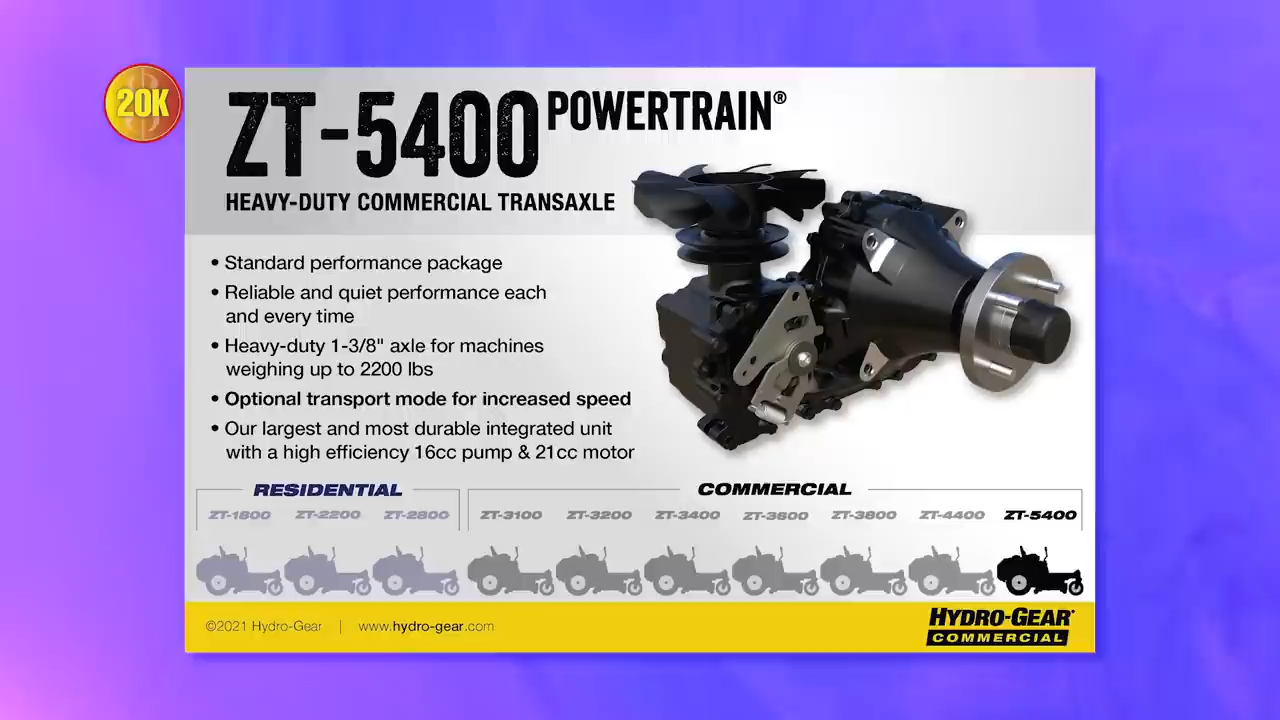 20K
ZT-5400 POWERTRAIN®
HEAVY-DUTY COMMERCIAL TRANSAXLE
• Standard performance package
• Reliable and quiet performance each
and every time
• Heavy-duty 1-3/8" axle for machines
weighing up to 2200 lbs
• Optional transport mode for increased speed
• Our largest and most durable integrated unit
with a high efficiency 16cc pump & 21cc motor
RESIDENTIAL COMMERCIAL
ZT-1800 ZT-2200 ZT-2800 ZT-3100 ZT-3200 ZT-3400 ZT-3600 ZT-3800 ZT-4400 ZT-5400
©2021 Hydro-Gear | www.hydro-gear.com
HYDRO-GEAR
COMMERCIAL